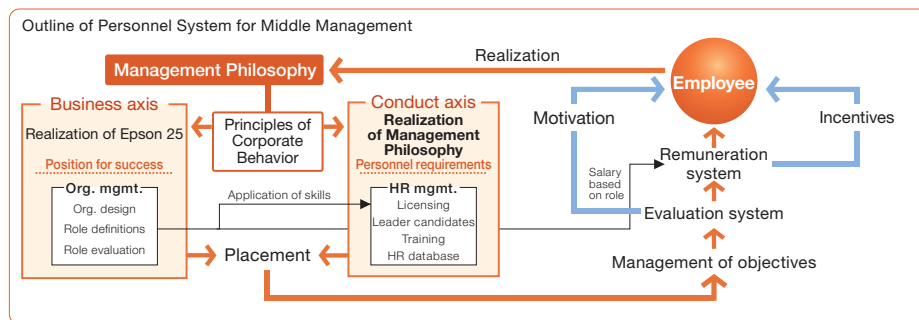 Outline of Personnel System for Middle Management
Realization
Management Philosophy
Employee
Business axis
Realization of Epson 25
Position for success
Org. mgmt.
Org. design
Role definitions
Role evaluation
Principles of
Corporate
Behavior
Application of skills
Conduct axis
Realization
of Management
Philosophy
Personnel requirements
HR mgmt.
Licensing
Leader candidates
Training
HR database
Placement
Motivation
Incentives
Salary
based
on role
Remuneration
system
Evaluation system
Management of objectives